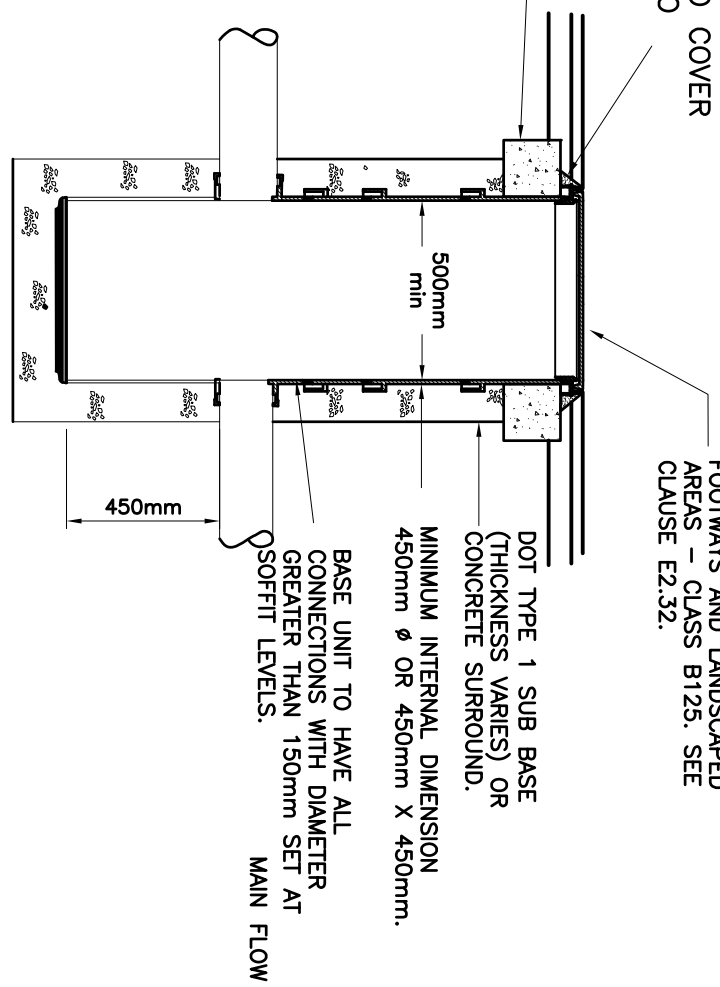 COVER
FOOTWAYS AND LANDSCAPED
AREAS – CLASS B125. SEE
CLAUSE E2.32.
500mm
min
450mm
DOT TYPE 1 SUB BASE
(THICKNESS VARIES) OR
CONCRETE SURROUND.
MINIMUM INTERNAL DIMENSION
450mm ø OR 450mm X 450mm.
BASE UNIT TO HAVE ALL
CONNECTIONS WITH DIAMETER
GREATER THAN 150mm SET AT
SOFFIT LEVELS.
MAIN FLOW